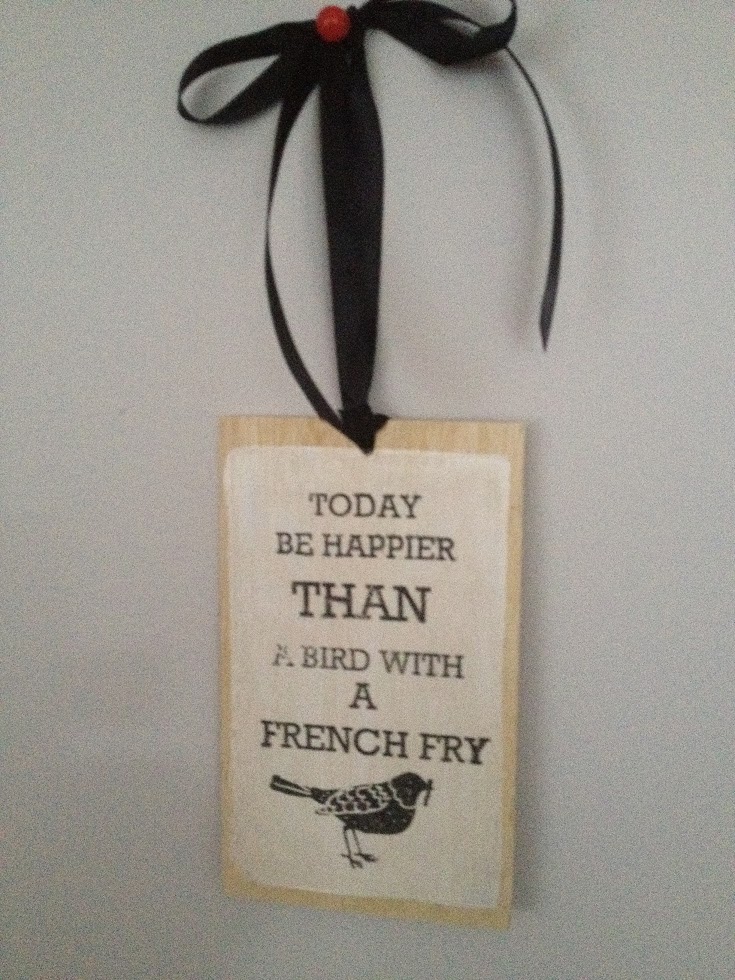 TODAY
BE HAPPIER
THAN
A BIRD WITH
A
FRENCH FRY